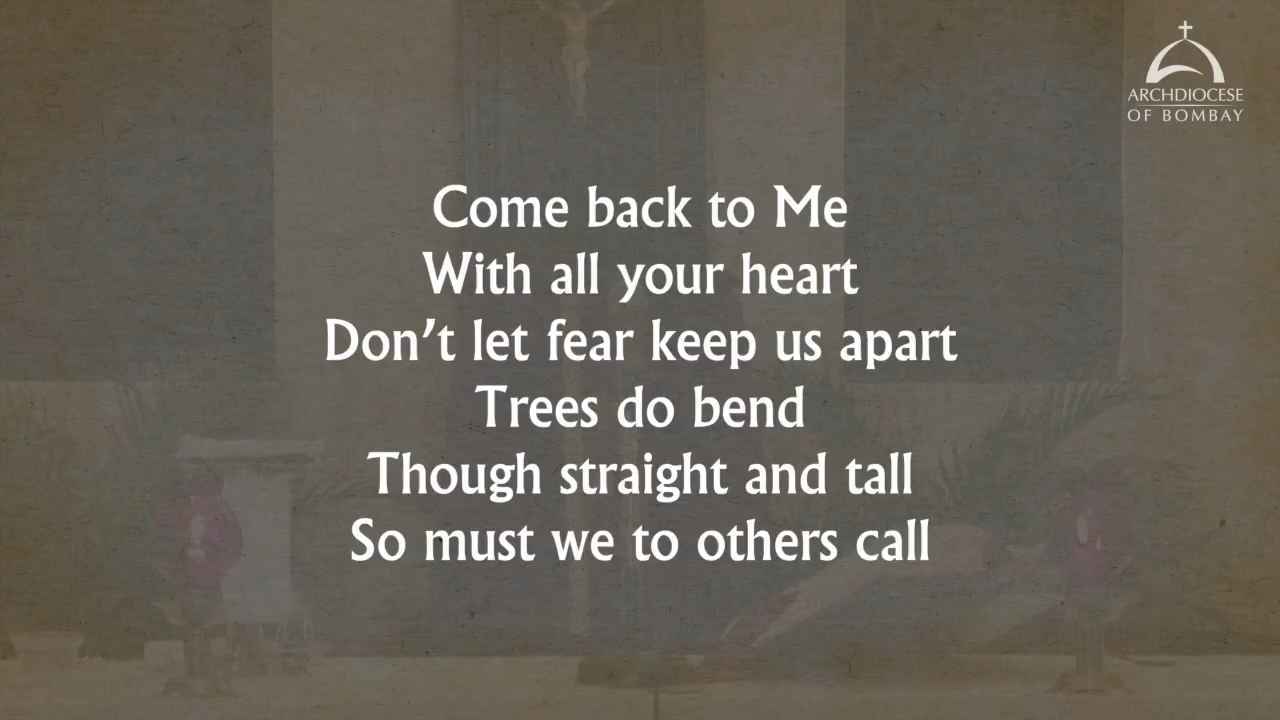 ARCHDIOCESE
OF BOMBAY
Come back to Me
With all your heart
Don’t let fear keep us apart
Trees do bend
Though straight and tall
So must we to others call